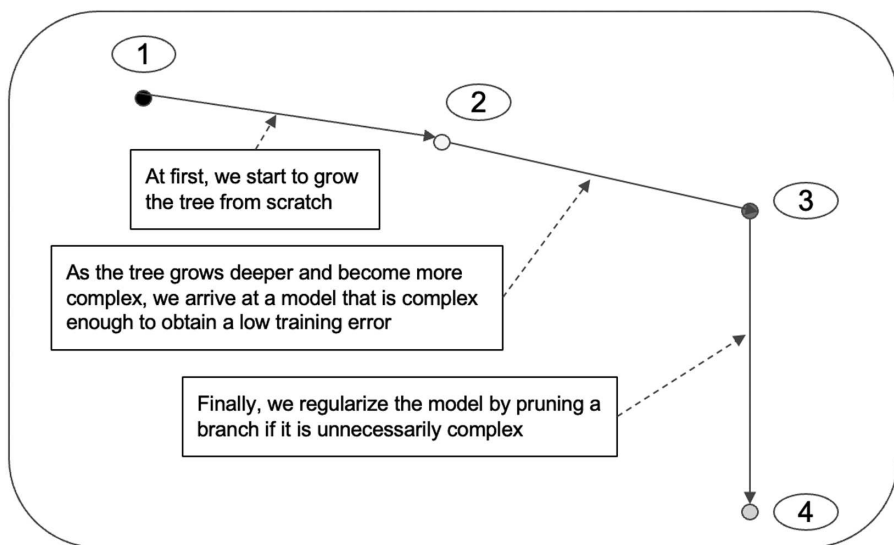 1
2
At first, we start to grow
the tree from scratch
3
As the tree grows deeper and become more
complex, we arrive at a model that is complex
enough to obtain a low training error
Finally, we regularize the model by pruning a
branch if it is unnecessarily complex
4